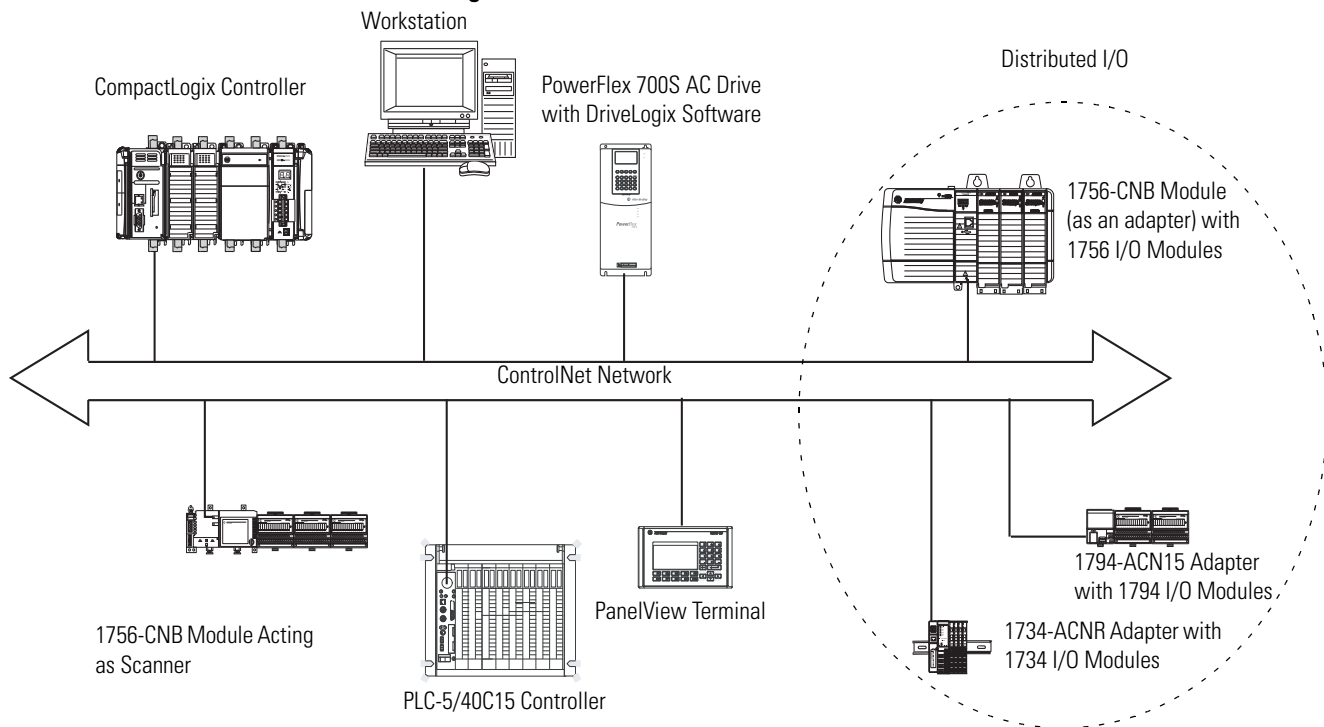 Workstation
CompactLogix Controller
PowerFlex 700S AC Drive
with DriveLogix Software
Distributed I/O
1756-CNB Module
(as an adapter) with
1756 I/O Modules
PowerFlex
ControlNet Network
1794-ACN15 Adapter
with 1794 I/O Modules
PanelView Terminal
1756-CNB Module Acting
as Scanner
1734-ACNR Adapter with
1734 I/O Modules
PLC-5/40C15 Controller